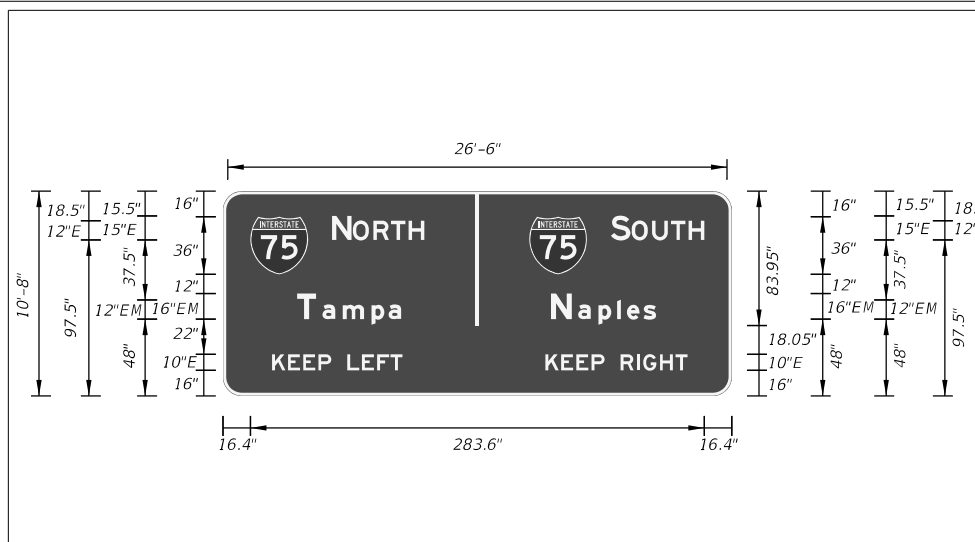 26'-6"
16"
15.5"
18.5"
12"E
15"E
36"
37.5"
10'-8"
97.5"
12"
12"EM
16"EM
22"
48"
10"E
16"
INTERSTATE
75
NORTH
INTERSTATE
75
SOUTH
Tampa
Naples
KEEP LEFT
KEEP RIGHT
83.95"
18.05"
10"E
16"
16"
36"
12"
16"EM
48"
15.5"
15"E
37.5"
12"EM
48"
18.
12"
97.5"
16.4"
283.6"
16.4"